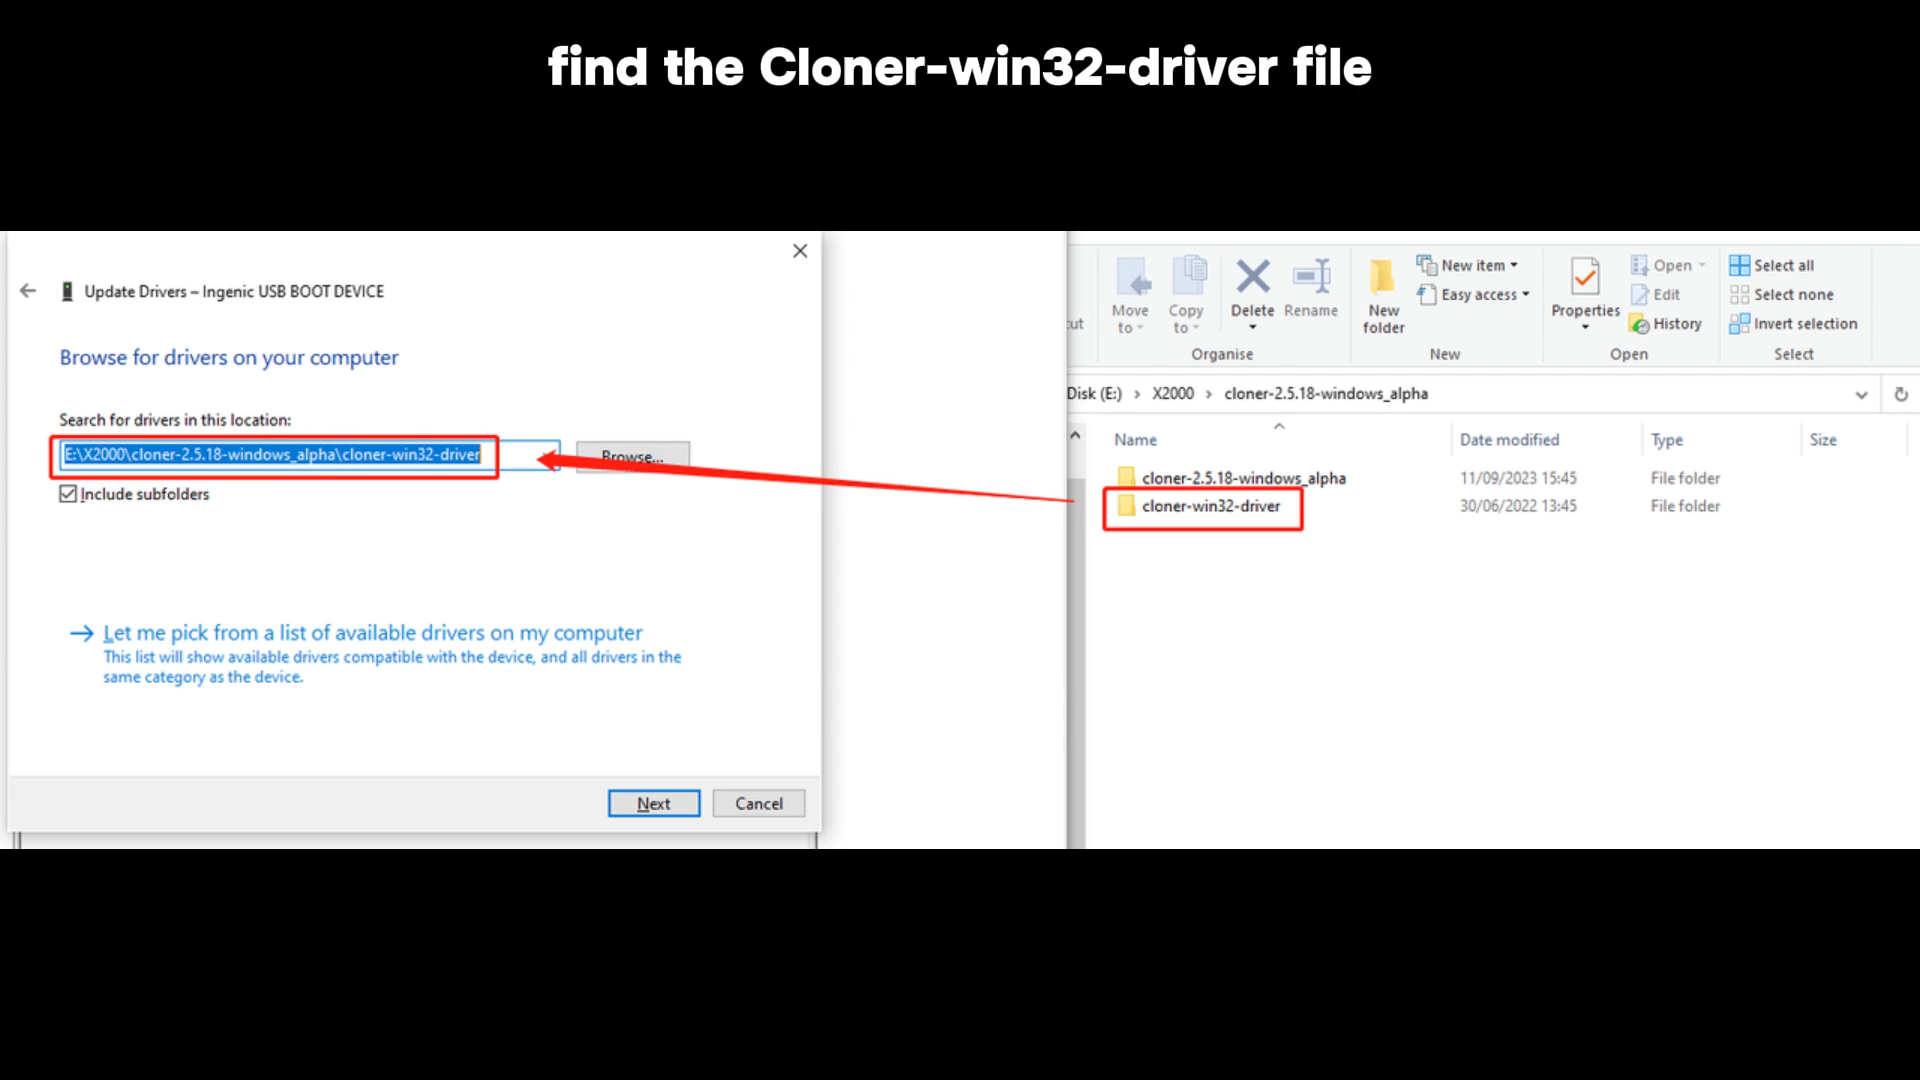 find the Cloner-win32-driver file
Update Drivers – Ingenic USB BOOT DEVICE
Browse for drivers on your computer
Search for drivers in this location:
E:\X2000\cloner-2.5.18-windows_alpha\cloner-win32-driver
Browse...
Include subfolders
Let me pick from a list of available drivers on my computer
This list will show available drivers compatible with the device, and all drivers in the
same category as the device.
Next
Cancel
cut
Move
to
Copy
to
Delete
Rename
Organise
New
folder
New item
Easy access
New
Properties
Open
Edit
History
Open
Select all
Select none
Invert selection
Select
Disk (E:) › X2000 › cloner-2.5.18-windows_alpha
Name Date modified Type Size
cloner-2.5.18-windows_alpha 11/09/2023 15:45 File folder
cloner-win32-driver 30/06/2022 13:45 File folder